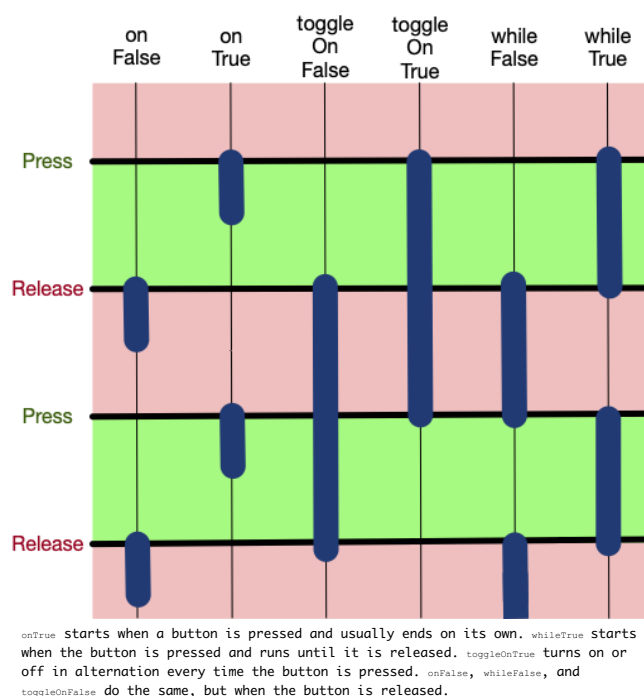 on
False
on
True
toggle
On
False
toggle
On
True
while
False
while
True
Press
Release
Press
Release
onTrue starts when a button is pressed and usually ends on its own. whileTrue starts
when the button is pressed and runs until it is released. toggleOnTrue turns on or
off in alternation every time the button is pressed. onFalse, whileFalse, and
toggleOnFalse do the same, but when the button is released.